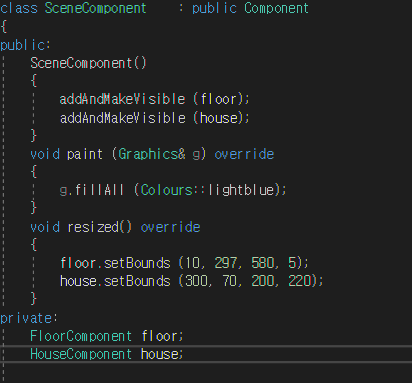 class SceneComponent    : public Component
{
public:
    SceneComponent()
    {
        addAndMakeVisible (floor);
        addAndMakeVisible (house);
    }
    void paint (Graphics& g) override
    {
        g.fillAll (Colours::lightblue);
    }
    void resized() override
    {
        floor.setBounds (10, 297, 580, 5);
        house.setBounds (300, 70, 200, 220);
    }
private:
    FloorComponent floor;
    HouseComponent house;